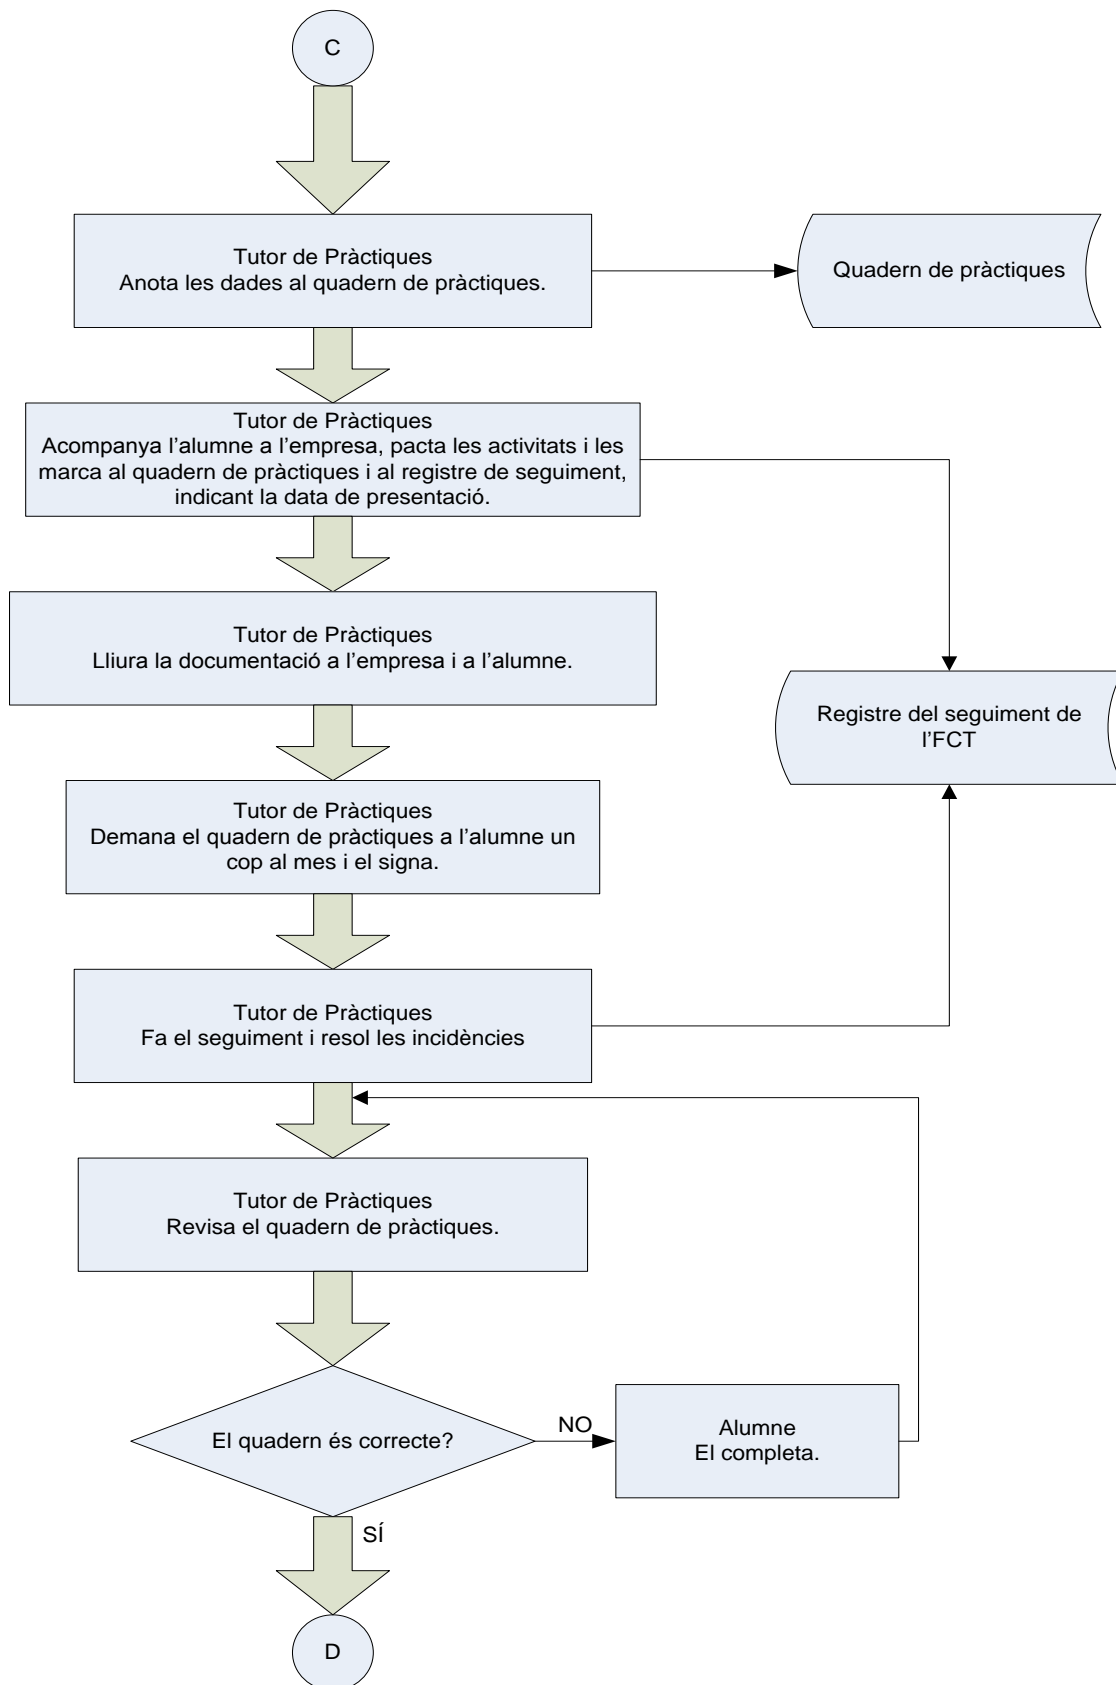 C
Tutor de Pràctiques
Anota les dades al quadern de pràctiques.
Quadern de pràctiques
Tutor de Pràctiques
Acompanya l’alumne a l’empresa, pacta les activitats i les
marca al quadern de pràctiques i al registre de seguiment,
indicant la data de presentació.
Tutor de Pràctiques
Lliura la documentació a l’empresa i a l’alumne.
Registre del seguiment de
l’FCT
Tutor de Pràctiques
Demana el quadern de pràctiques a l’alumne un
cop al mes i el signa.
Tutor de Pràctiques
Fa el seguiment i resol les incidències
Tutor de Pràctiques
Revisa el quadern de pràctiques.
El quadern és correcte?
NO
Alumne
El completa.
SÍ
D